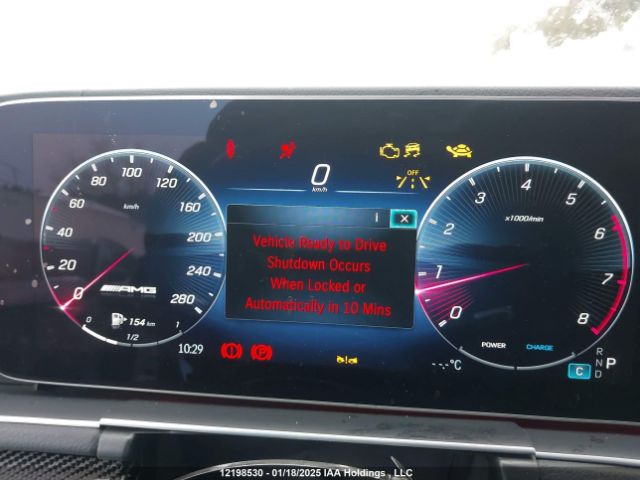 OFF
0
km/h
0 20 40 60 80 100 120 160 200 240 280
km/h
AMG
154 km
0 1/2 1
10:29
i ×
Vehicle Ready to Drive
Shutdown Occurs
When Locked or
Automatically in 10 Mins
(!) (P)
--.-°C
0 1 2 3 4 5 6 7 8
x1000/min
POWER CHARGE
C
R
N P
D
12198530 - 01/18/2025 IAA Holdings , LLC